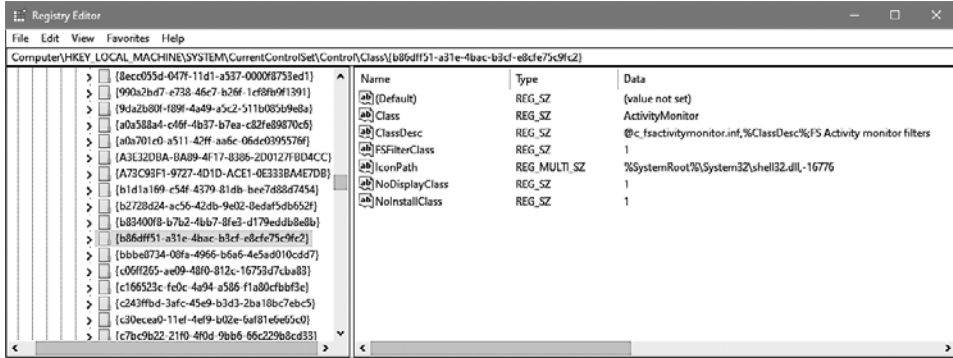 Registry Editor
File Edit View Favorites Help
Computer\HKEY_LOCAL_MACHINE\SYSTEM\CurrentControlSet\Control\Class\{b86dff51-a31e-4bac-b3cf-e8cfe75c9fc2}
{8ecc055d-047f-11d1-a537-0000f8753ed1}
{990a2bd7-e738-46c7-b26f-1cf8fb9f1391}
{9da2b80f-f89f-4a49-a5c2-511b085b9e8a}
{a0a588a4-c46f-4b37-b7ea-c82fe89870c6}
{a0a701c0-a511-42ff-aa6c-06dc0395576f}
{A3E32DBA-BA89-4F17-8386-2D0127FBD4CC}
{A73C93F1-9727-4D1D-ACE1-0E333BA4E7DB}
{b1d1a169-c54f-4379-81db-bee7d88d7454}
{b2728d24-ac56-42db-9e02-8edaf5db652f}
{b83400f8-b7b2-4bb7-8fe3-d179eddb8e8b}
{b86dff51-a31e-4bac-b3cf-e8cfe75c9fc2}
{bbbe8734-08fa-4966-b6a6-4e5ad010cdd7}
{c06ff265-ae09-48f0-812c-16753d7cba83}
{c166523c-fe0c-4a94-a586-f1a80cfbbf3e}
{c243ffbd-3afc-45e9-b3d3-2ba18bc7ebc5}
{c30ecea0-11ef-4ef9-b02e-6af81e6e65c0}
{c7bc9b22-21f0-4f0d-9bb6-66c229b8cd33}
Name Type Data
(Default) REG_SZ (value not set)
Class REG_SZ ActivityMonitor
ClassDesc REG_SZ @c_fsactivitymonitor.inf,%ClassDesc%;FS Activity monitor filters
FSFilterClass REG_SZ 1
IconPath REG_MULTI_SZ %SystemRoot%\System32\shell32.dll,-16776
NoDisplayClass REG_SZ 1
NoInstallClass REG_SZ 1